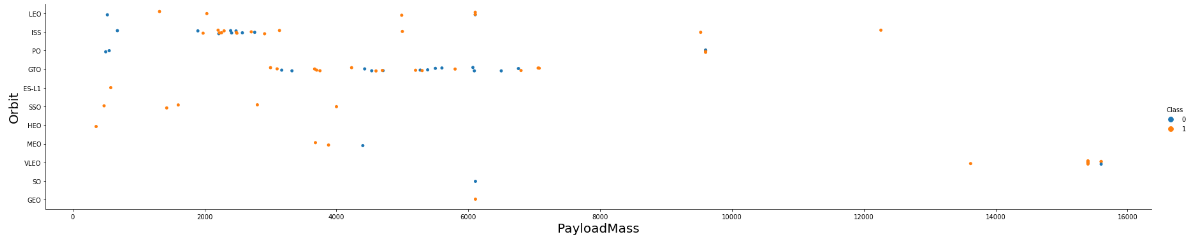 Orbit
LEO
ISS
PO
GTO
ES-L1
SSO
HEO
MEO
VLEO
SO
GEO
0 2000 4000 6000 8000 10000 12000 14000 16000
PayloadMass
Class
0
1